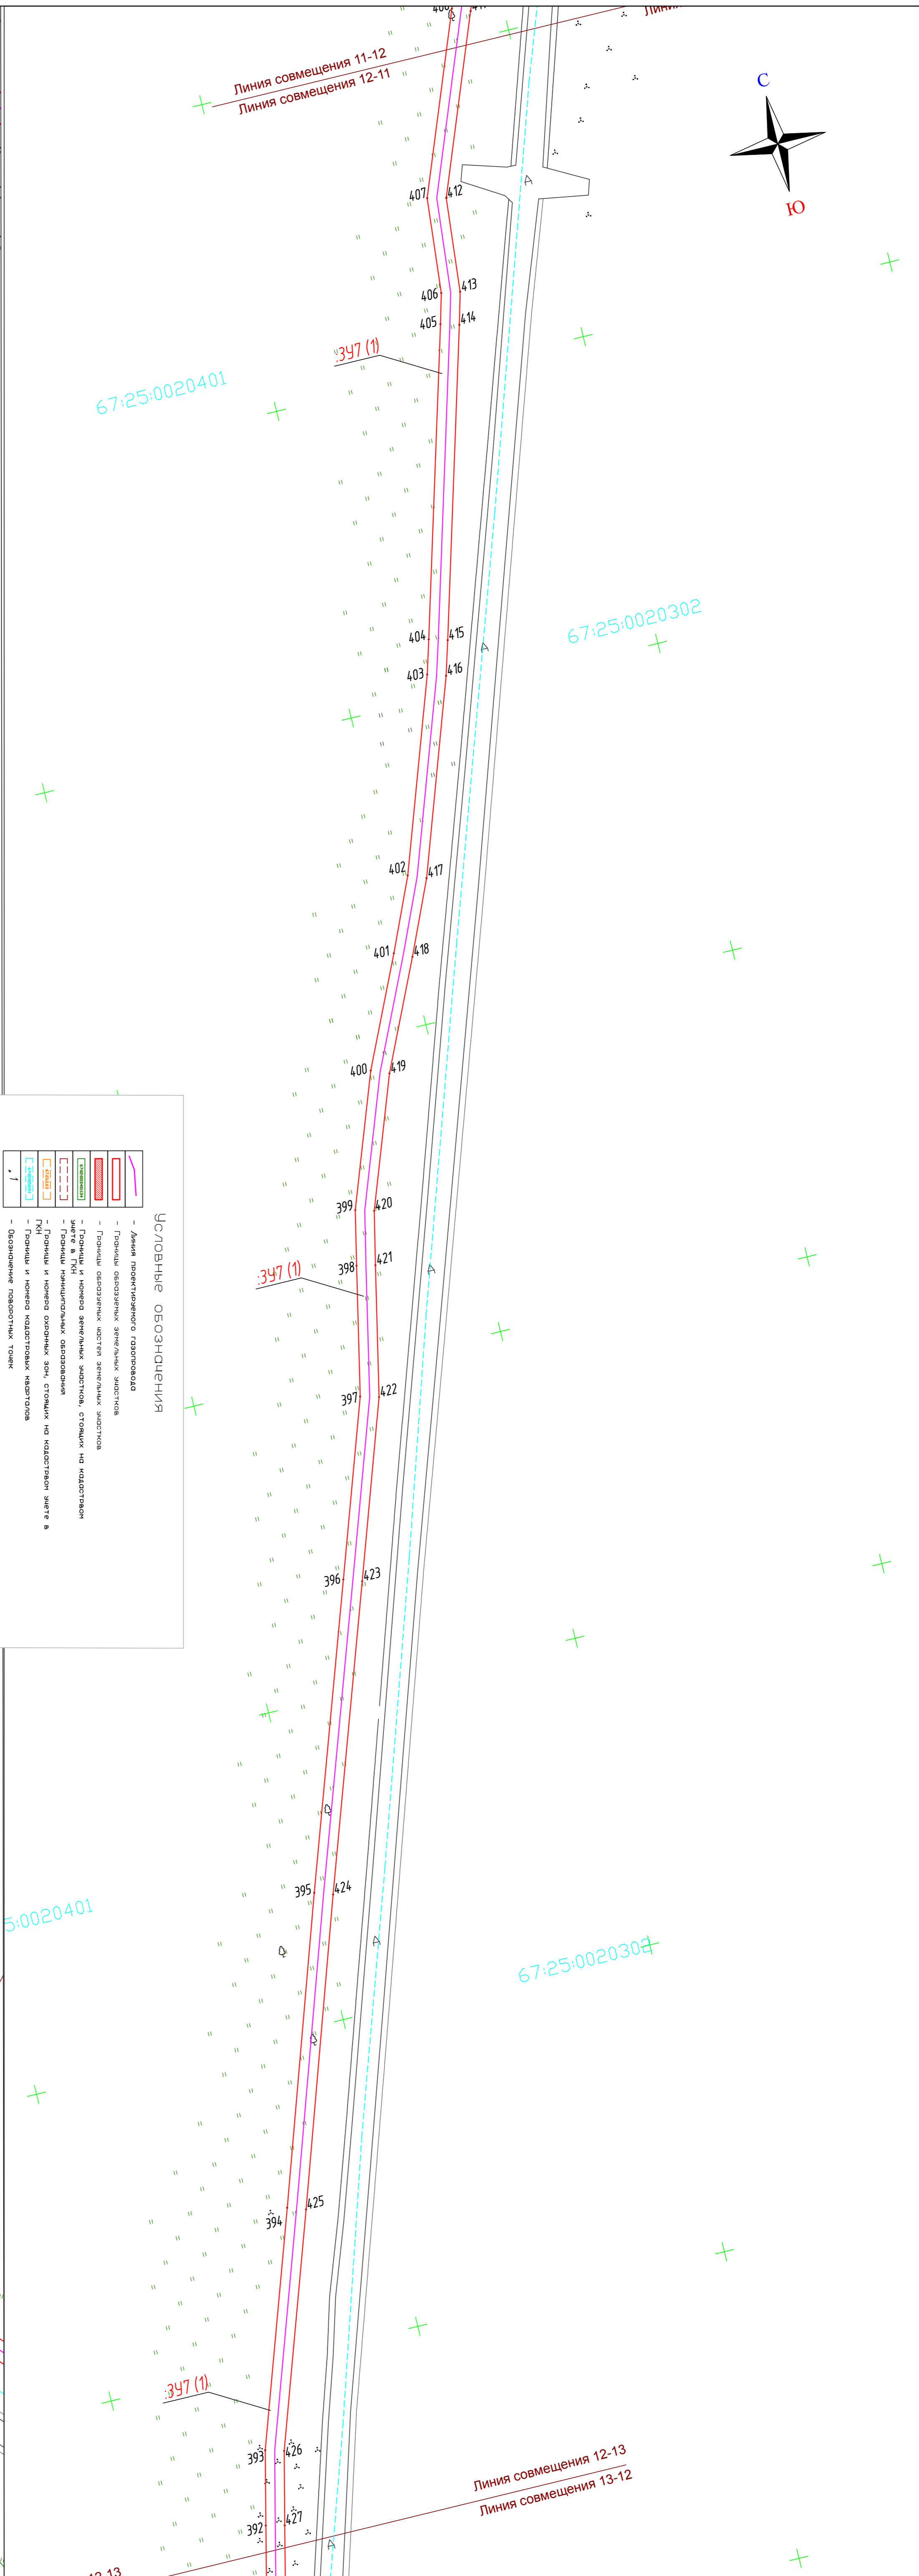 Линия совмещения 11-12
Линия совмещения 12-11
С
Ю
А
407
412
406
413
405
414
:ЗУ7 (1)
67:25:0020401
67:25:0020302
404
415
А
403
416
402
417
401
418
400
419
399
420
398
421
А
:ЗУ7 (1)
397
422
396
423
Условные обозначения
- Линия проектируемого газопровода
- Границы образуемых земельных участков
- Границы образуемых частей земельных участков
- Границы и номера земельных участков, стоящих на кадастровом
учете в ГКН
- Границы муниципальных образований
- Границы и номера охранных зон, стоящих на кадастровом учете в
ГКН
- Границы и номера кадастровых кварталов
.1
- Обозначение поворотных точек
395
424
5:0020401
А
67:25:0020302
394
425
:ЗУ7 (1)
393
426
Линия совмещения 12-13
Линия совмещения 13-12
392
427
А